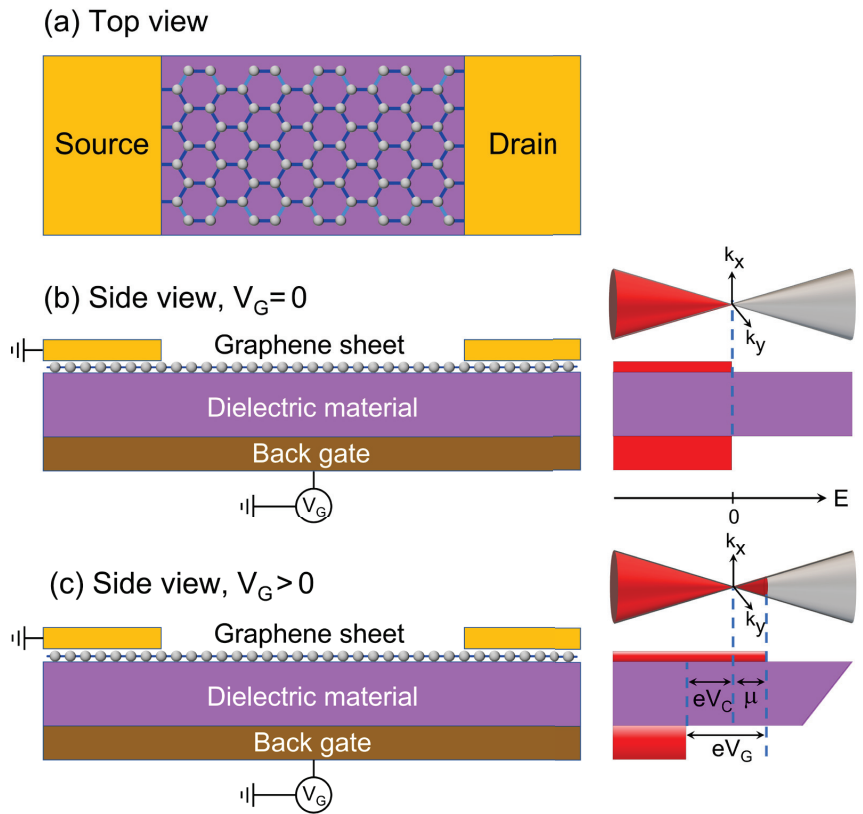 (a) Top view
Source
Drain
(b) Side view, V_G = 0
Graphene sheet
Dielectric material
Back gate
V_G
k_x
k_y
E
0
(c) Side view, V_G > 0
Graphene sheet
Dielectric material
Back gate
V_G
k_x
k_y
eV_C
μ
eV_G